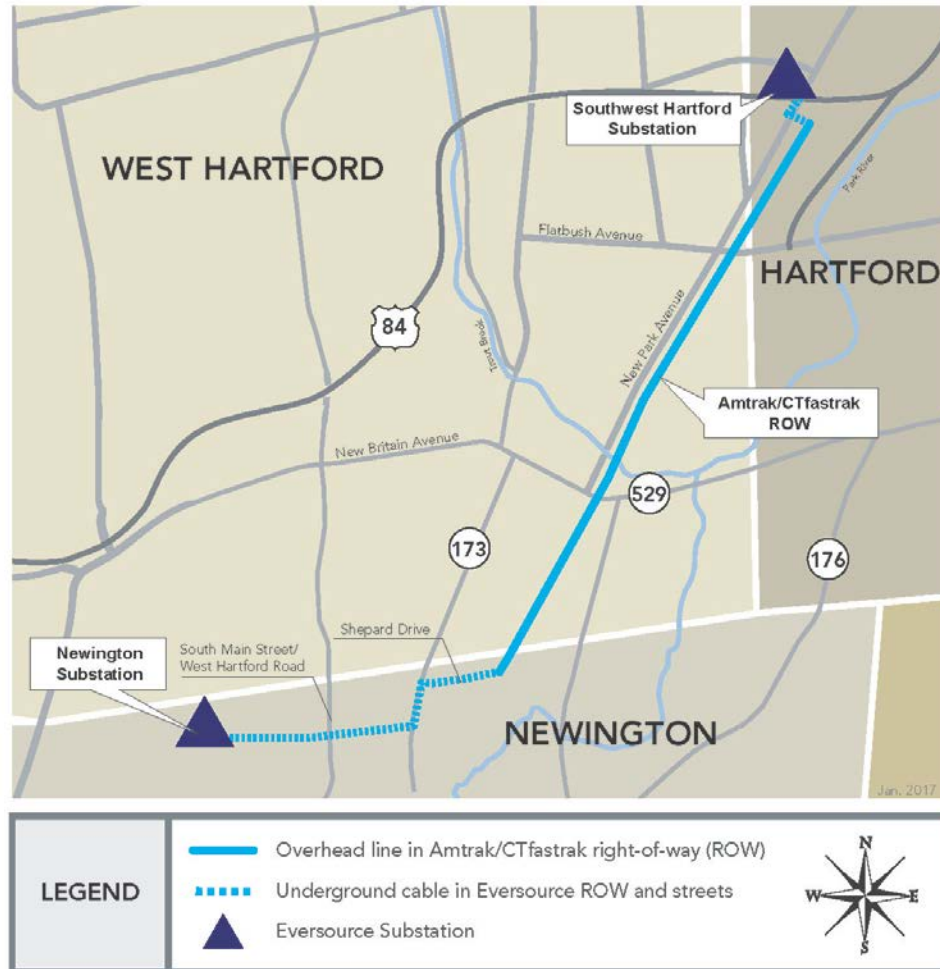 Southwest Hartford
Substation
WEST HARTFORD
Park River
Flatbush Avenue
HARTFORD
84
Trout Brook
New Park Avenue
Amtrak/CTfastrak
ROW
New Britain Avenue
529
173
176
Shepard Drive
Newington
Substation
South Main Street/
West Hartford Road
NEWINGTON
Jan. 2017
LEGEND
Overhead line in Amtrak/CTfastrak right-of-way (ROW)
Underground cable in Eversource ROW and streets
Eversource Substation
N
W
E
S